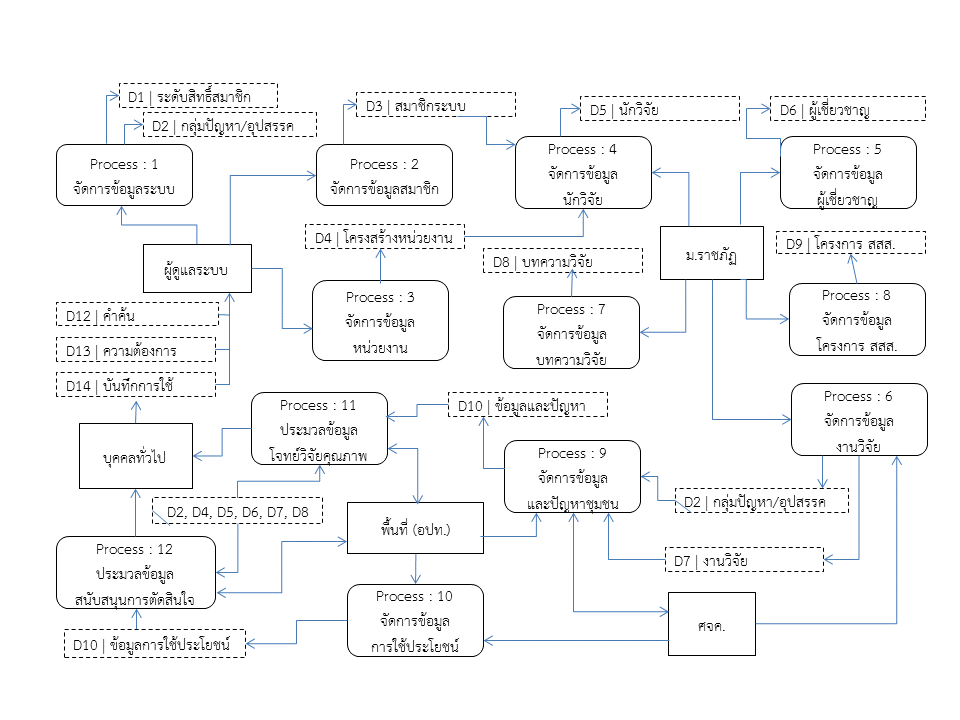 D1 | ระดับสิทธิ์สมาชิก
D2 | กลุ่มปัญหา/อุปสรรค
D3 | สมาชิกระบบ
D5 | นักวิจัย
D6 | ผู้เชี่ยวชาญ
Process : 1
จัดการข้อมูลระบบ
Process : 2
จัดการข้อมูลสมาชิก
Process : 4
จัดการข้อมูล
นักวิจัย
Process : 5
จัดการข้อมูล
ผู้เชี่ยวชาญ
D4 | โครงสร้างหน่วยงาน
ผู้ดูแลระบบ
D8 | บทความวิจัย
ม.ราชภัฏ
D9 | โครงการ สสส.
Process : 3
จัดการข้อมูล
หน่วยงาน
Process : 7
จัดการข้อมูล
บทความวิจัย
Process : 8
จัดการข้อมูล
โครงการ สสส.
D12 | คำค้น
D13 | ความต้องการ
D14 | บันทึกการใช้
Process : 11
ประมวลข้อมูล
โจทย์วิจัยคุณภาพ
D10 | ข้อมูลและปัญหา
Process : 6
จัดการข้อมูล
งานวิจัย
บุคคลทั่วไป
Process : 9
จัดการข้อมูล
และปัญหาชุมชน
D2 | กลุ่มปัญหา/อุปสรรค
D2, D4, D5, D6, D7, D8
พื้นที่ (อปท.)
D7 | งานวิจัย
Process : 12
ประมวลข้อมูล
สนับสนุนการตัดสินใจ
Process : 10
จัดการข้อมูล
การใช้ประโยชน์
ศจค.
D10 | ข้อมูลการใช้ประโยชน์